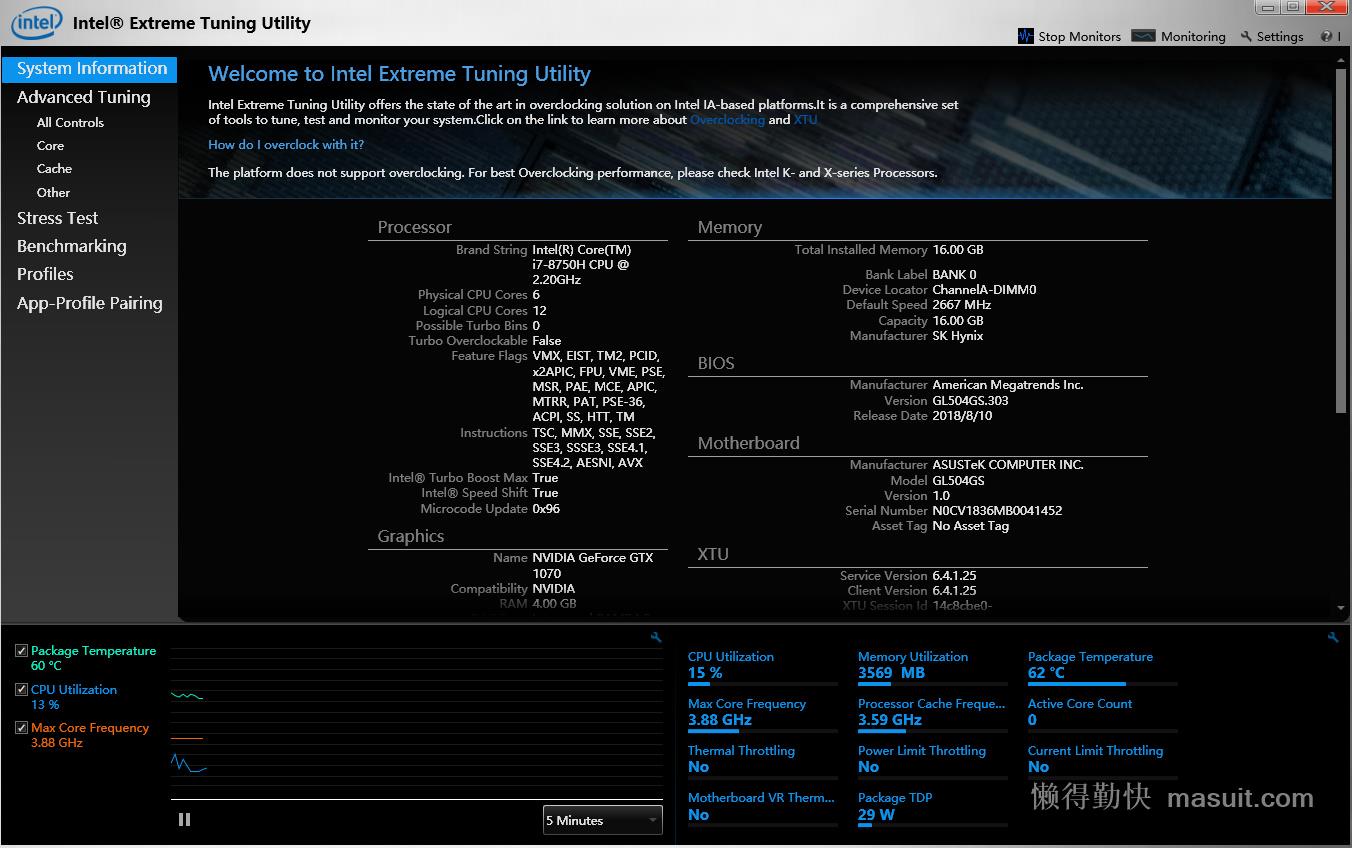 intel Intel® Extreme Tuning Utility
Stop Monitors Monitoring Settings I
System Information
Advanced Tuning
All Controls
Core
Cache
Other
Stress Test
Benchmarking
Profiles
App-Profile Pairing
Welcome to Intel Extreme Tuning Utility
Intel Extreme Tuning Utility offers the state of the art in overclocking solution on Intel IA-based platforms.It is a comprehensive set
of tools to tune, test and monitor your system.Click on the link to learn more about Overclocking and XTU
How do I overclock with it?
The platform does not support overclocking. For best Overclocking performance, please check Intel K- and X-series Processors.
Processor
Brand String Intel(R) Core(TM)
i7-8750H CPU @
2.20GHz
Physical CPU Cores 6
Logical CPU Cores 12
Possible Turbo Bins 0
Turbo Overclockable False
Feature Flags VMX, EIST, TM2, PCID,
x2APIC, FPU, VME, PSE,
MSR, PAE, MCE, APIC,
MTRR, PAT, PSE-36,
ACPI, SS, HTT, TM
Instructions TSC, MMX, SSE, SSE2,
SSE3, SSSE3, SSE4.1,
SSE4.2, AESNI, AVX
Intel® Turbo Boost Max True
Intel® Speed Shift True
Microcode Update 0x96
Graphics
Name NVIDIA GeForce GTX
1070
Compatibility NVIDIA
RAM 4.00 GB
Memory
Total Installed Memory 16.00 GB
Bank Label BANK 0
Device Locator ChannelA-DIMM0
Default Speed 2667 MHz
Capacity 16.00 GB
Manufacturer SK Hynix
BIOS
Manufacturer American Megatrends Inc.
Version GL504GS.303
Release Date 2018/8/10
Motherboard
Manufacturer ASUSTeK COMPUTER INC.
Model GL504GS
Version 1.0
Serial Number N0CV1836MB0041452
Asset Tag No Asset Tag
XTU
Service Version 6.4.1.25
Client Version 6.4.1.25
XTU Session Id 14c8cbe0-
Package Temperature
60 °C
CPU Utilization
13 %
Max Core Frequency
3.88 GHz
5 Minutes
CPU Utilization Memory Utilization Package Temperature
15 % 3569 MB 62 °C
Max Core Frequency Processor Cache Freque... Active Core Count
3.88 GHz 3.59 GHz 0
Thermal Throttling Power Limit Throttling Current Limit Throttling
No No No
Motherboard VR Therm... Package TDP
No 29 W
懒得勤快 masuit.com